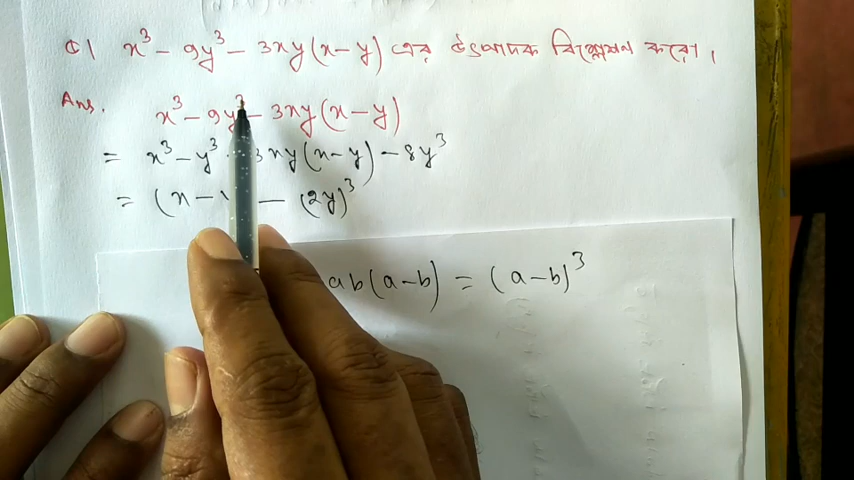 ৫। x³ - 9y³ - 3xy(x-y) এর উৎপাদক বিশ্লেষণ করো।
Ans. x³ - 9y³ - 3xy(x-y)
= x³ - y³ 3xy(x-y) - 8y³
= (x - — (2y)³
ab(a-b) = (a-b)³